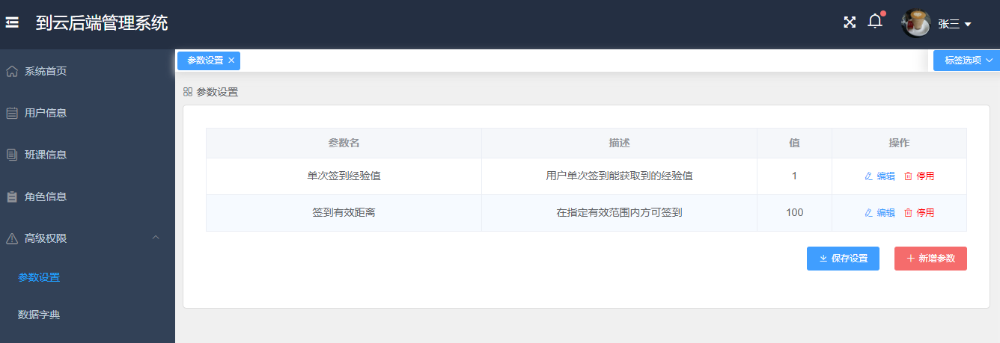 到云后端管理系统
张三
系统首页
用户信息
班课信息
角色信息
高级权限
参数设置
数据字典
参数设置
标签选项
参数设置
参数名 描述 值 操作
单次签到经验值 用户单次签到能获取到的经验值 1 编辑 停用
签到有效距离 在指定有效范围内方可签到 100 编辑 停用
保存设置 新增参数